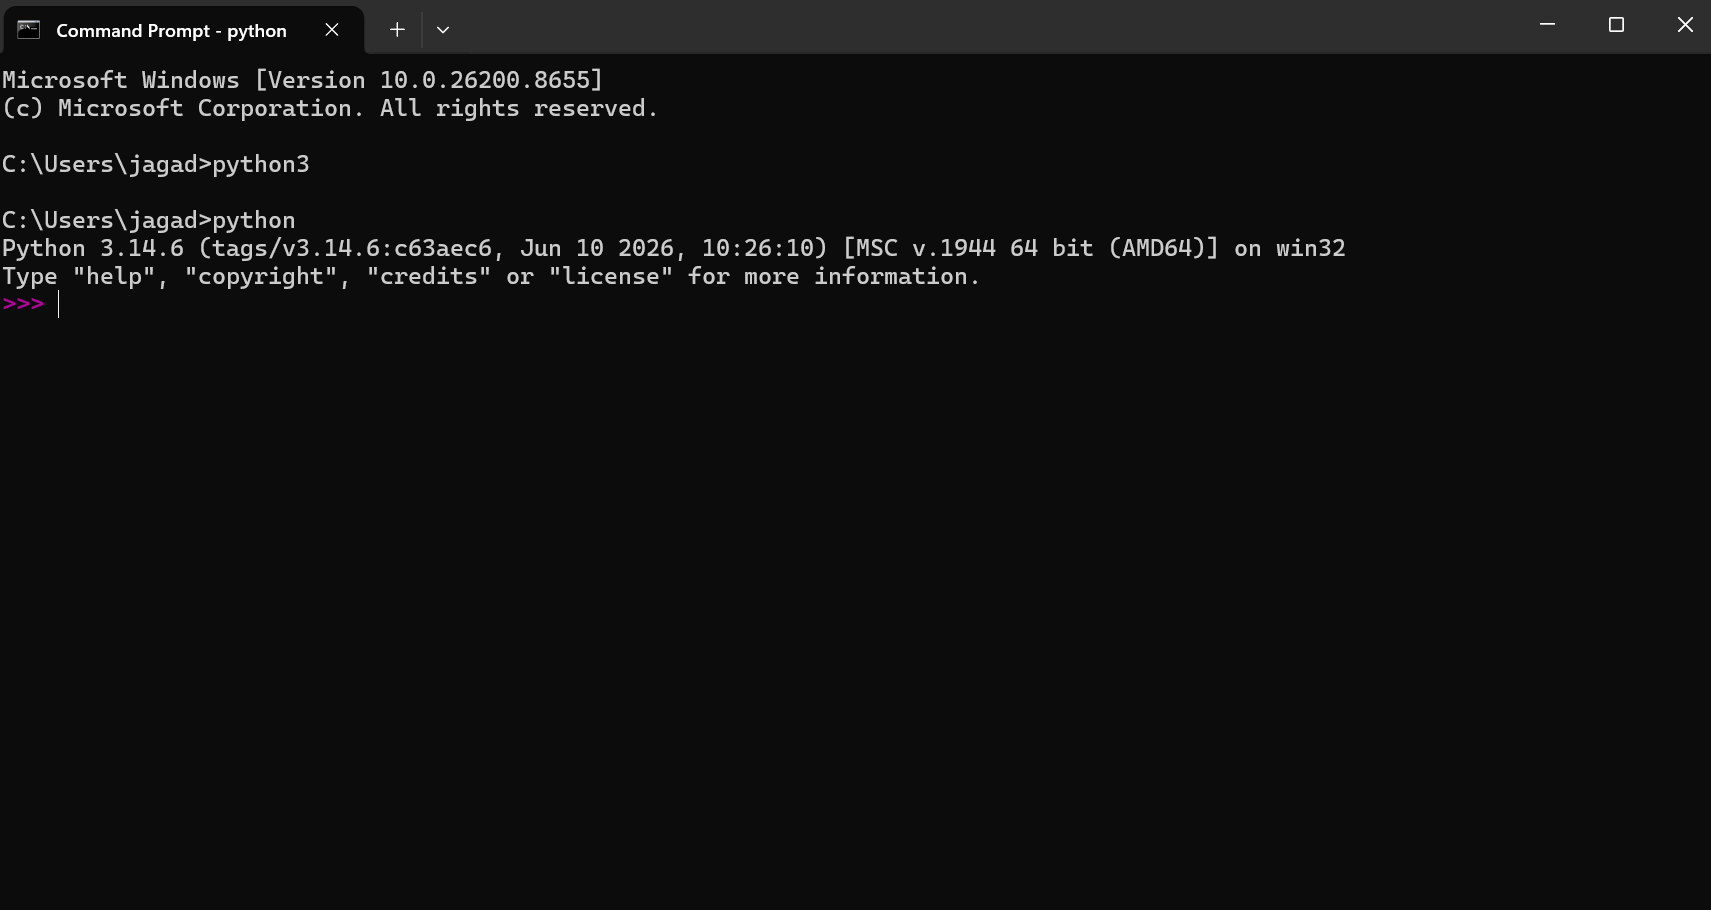 Command Prompt - python
Microsoft Windows [Version 10.0.26200.8655]
(c) Microsoft Corporation. All rights reserved.
C:\Users\jagad>python3
C:\Users\jagad>python
Python 3.14.6 (tags/v3.14.6:c63aec6, Jun 10 2026, 10:26:10) [MSC v.1944 64 bit (AMD64)] on win32
Type "help", "copyright", "credits" or "license" for more information.
>>>